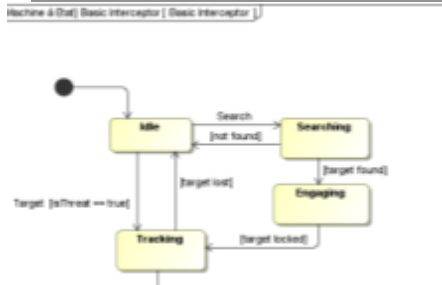 Machine à État] Basic Interceptor [ Basic Interceptor ]
Search
Idle
Searching
[not found]
[target found]
[target lost]
Engaging
Target [isThreat == true]
Tracking
[target locked]